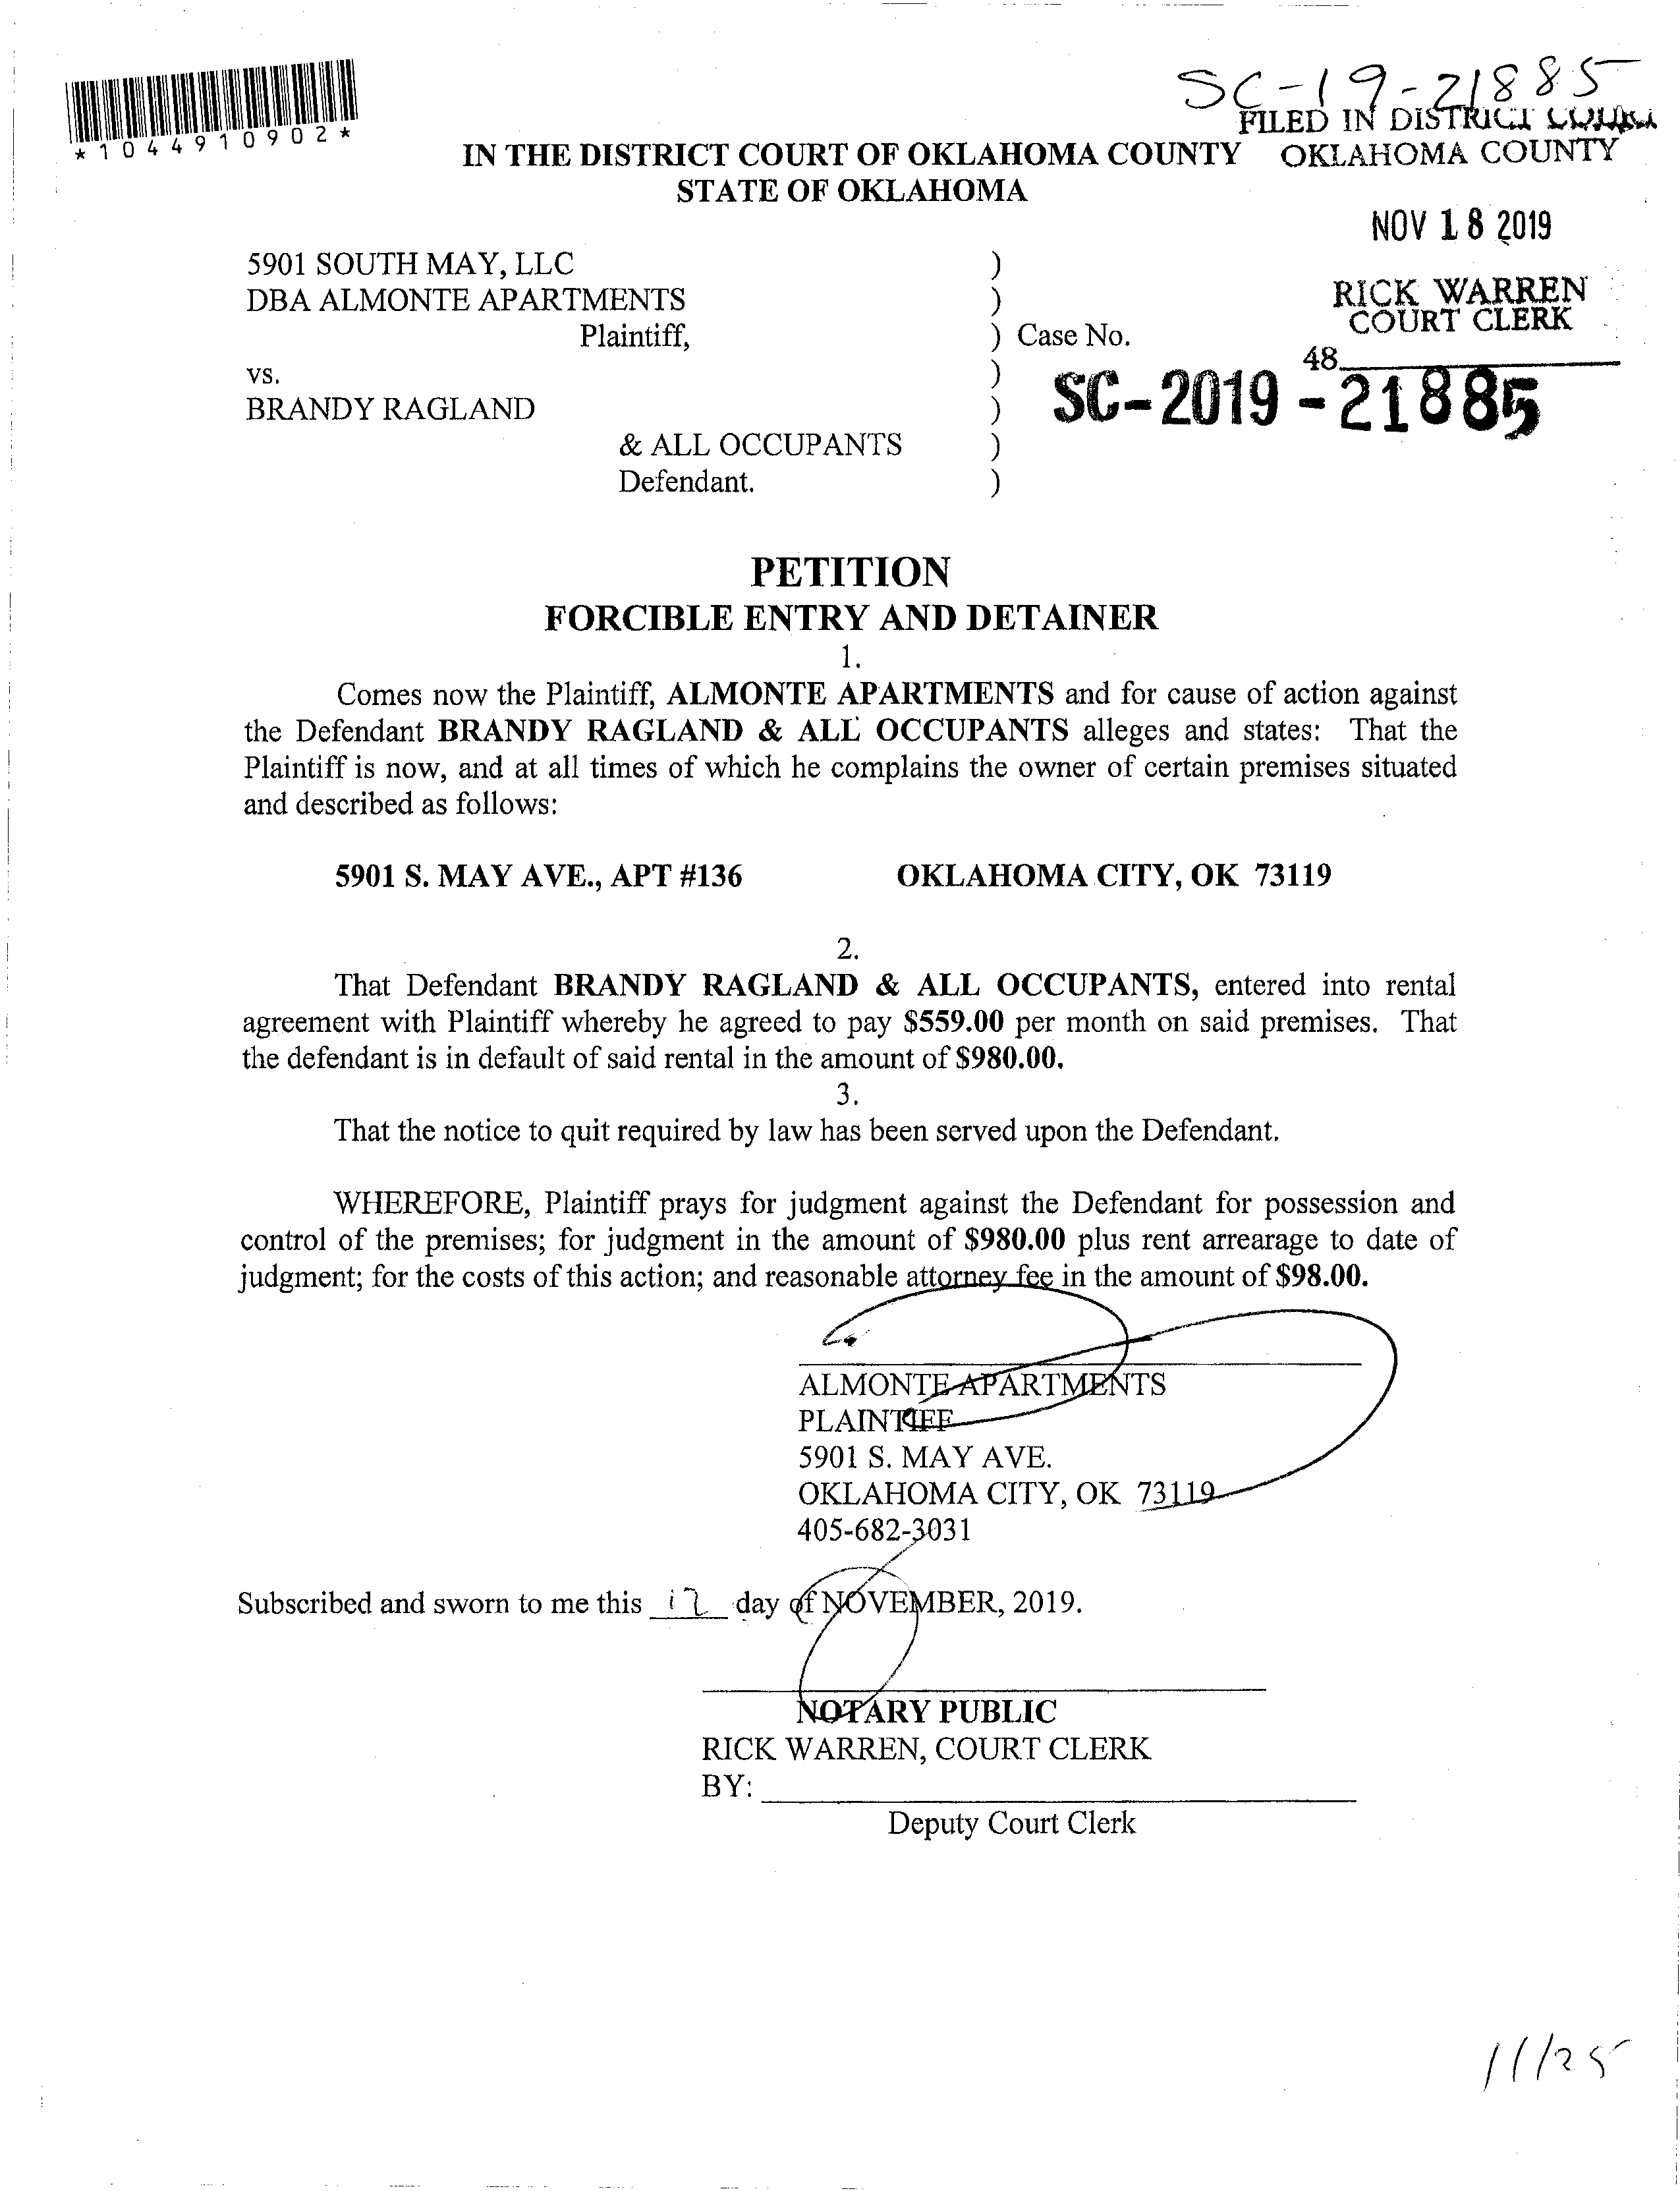 *1044910902*
SC-19-21885
FILED IN DISTRICT COURT
IN THE DISTRICT COURT OF OKLAHOMA COUNTY OKLAHOMA COUNTY
STATE OF OKLAHOMA
NOV 18 2019
5901 SOUTH MAY, LLC )
DBA ALMONTE APARTMENTS )
RICK WARREN
COURT CLERK
Plaintiff, ) Case No.
48
vs. )
SC-2019-21885
BRANDY RAGLAND )
& ALL OCCUPANTS )
Defendant. )
PETITION
FORCIBLE ENTRY AND DETAINER
1.
Comes now the Plaintiff, ALMONTE APARTMENTS and for cause of action against
the Defendant BRANDY RAGLAND & ALL OCCUPANTS alleges and states: That the
Plaintiff is now, and at all times of which he complains the owner of certain premises situated
and described as follows:
5901 S. MAY AVE., APT #136 OKLAHOMA CITY, OK 73119
2.
That Defendant BRANDY RAGLAND & ALL OCCUPANTS, entered into rental
agreement with Plaintiff whereby he agreed to pay $559.00 per month on said premises. That
the defendant is in default of said rental in the amount of $980.00.
3.
That the notice to quit required by law has been served upon the Defendant.
WHEREFORE, Plaintiff prays for judgment against the Defendant for possession and
control of the premises; for judgment in the amount of $980.00 plus rent arrearage to date of
judgment; for the costs of this action; and reasonable attorney fee in the amount of $98.00.
ALMONTE APARTMENTS
PLAINTIFF
5901 S. MAY AVE.
OKLAHOMA CITY, OK 73119
405-682-3031
Subscribed and sworn to me this day of NOVEMBER, 2019.
NOTARY PUBLIC
RICK WARREN, COURT CLERK
BY:
Deputy Court Clerk
11/25